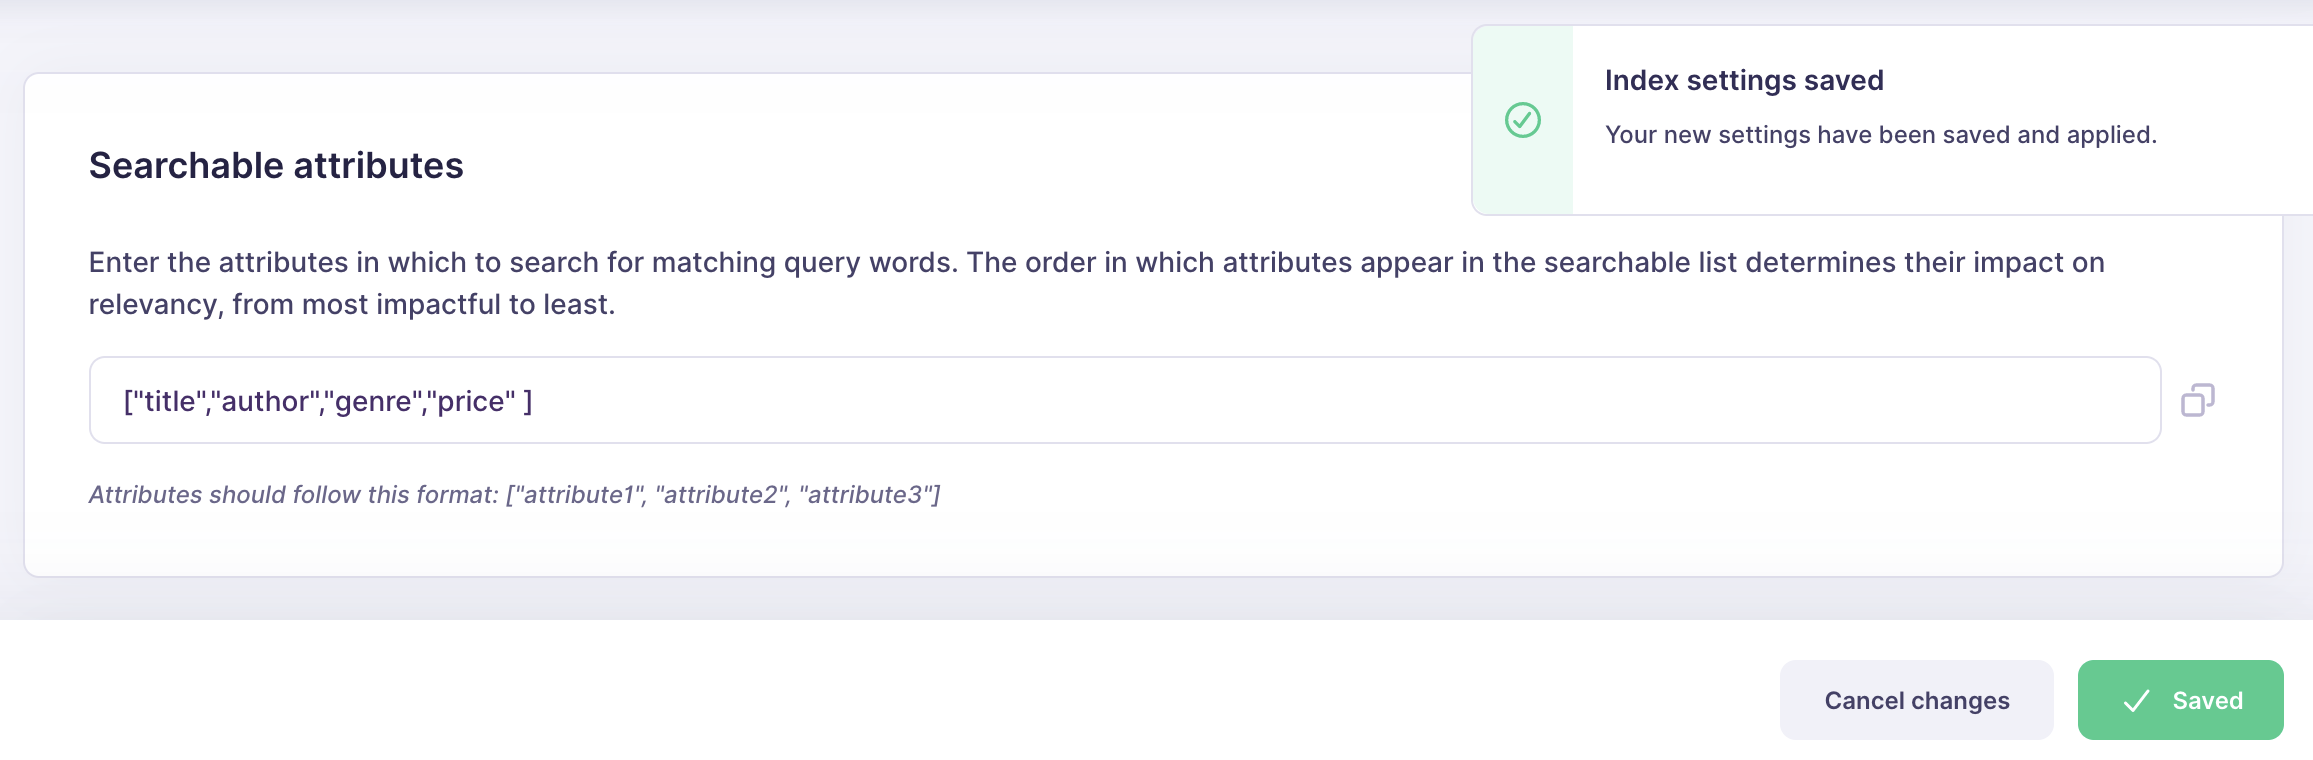 Index settings saved
Your new settings have been saved and applied.
Searchable attributes
Enter the attributes in which to search for matching query words. The order in which attributes appear in the searchable list determines their impact on
relevancy, from most impactful to least.
["title","author","genre","price" ]
Attributes should follow this format: ["attribute1", "attribute2", "attribute3"]
Cancel changes
Saved